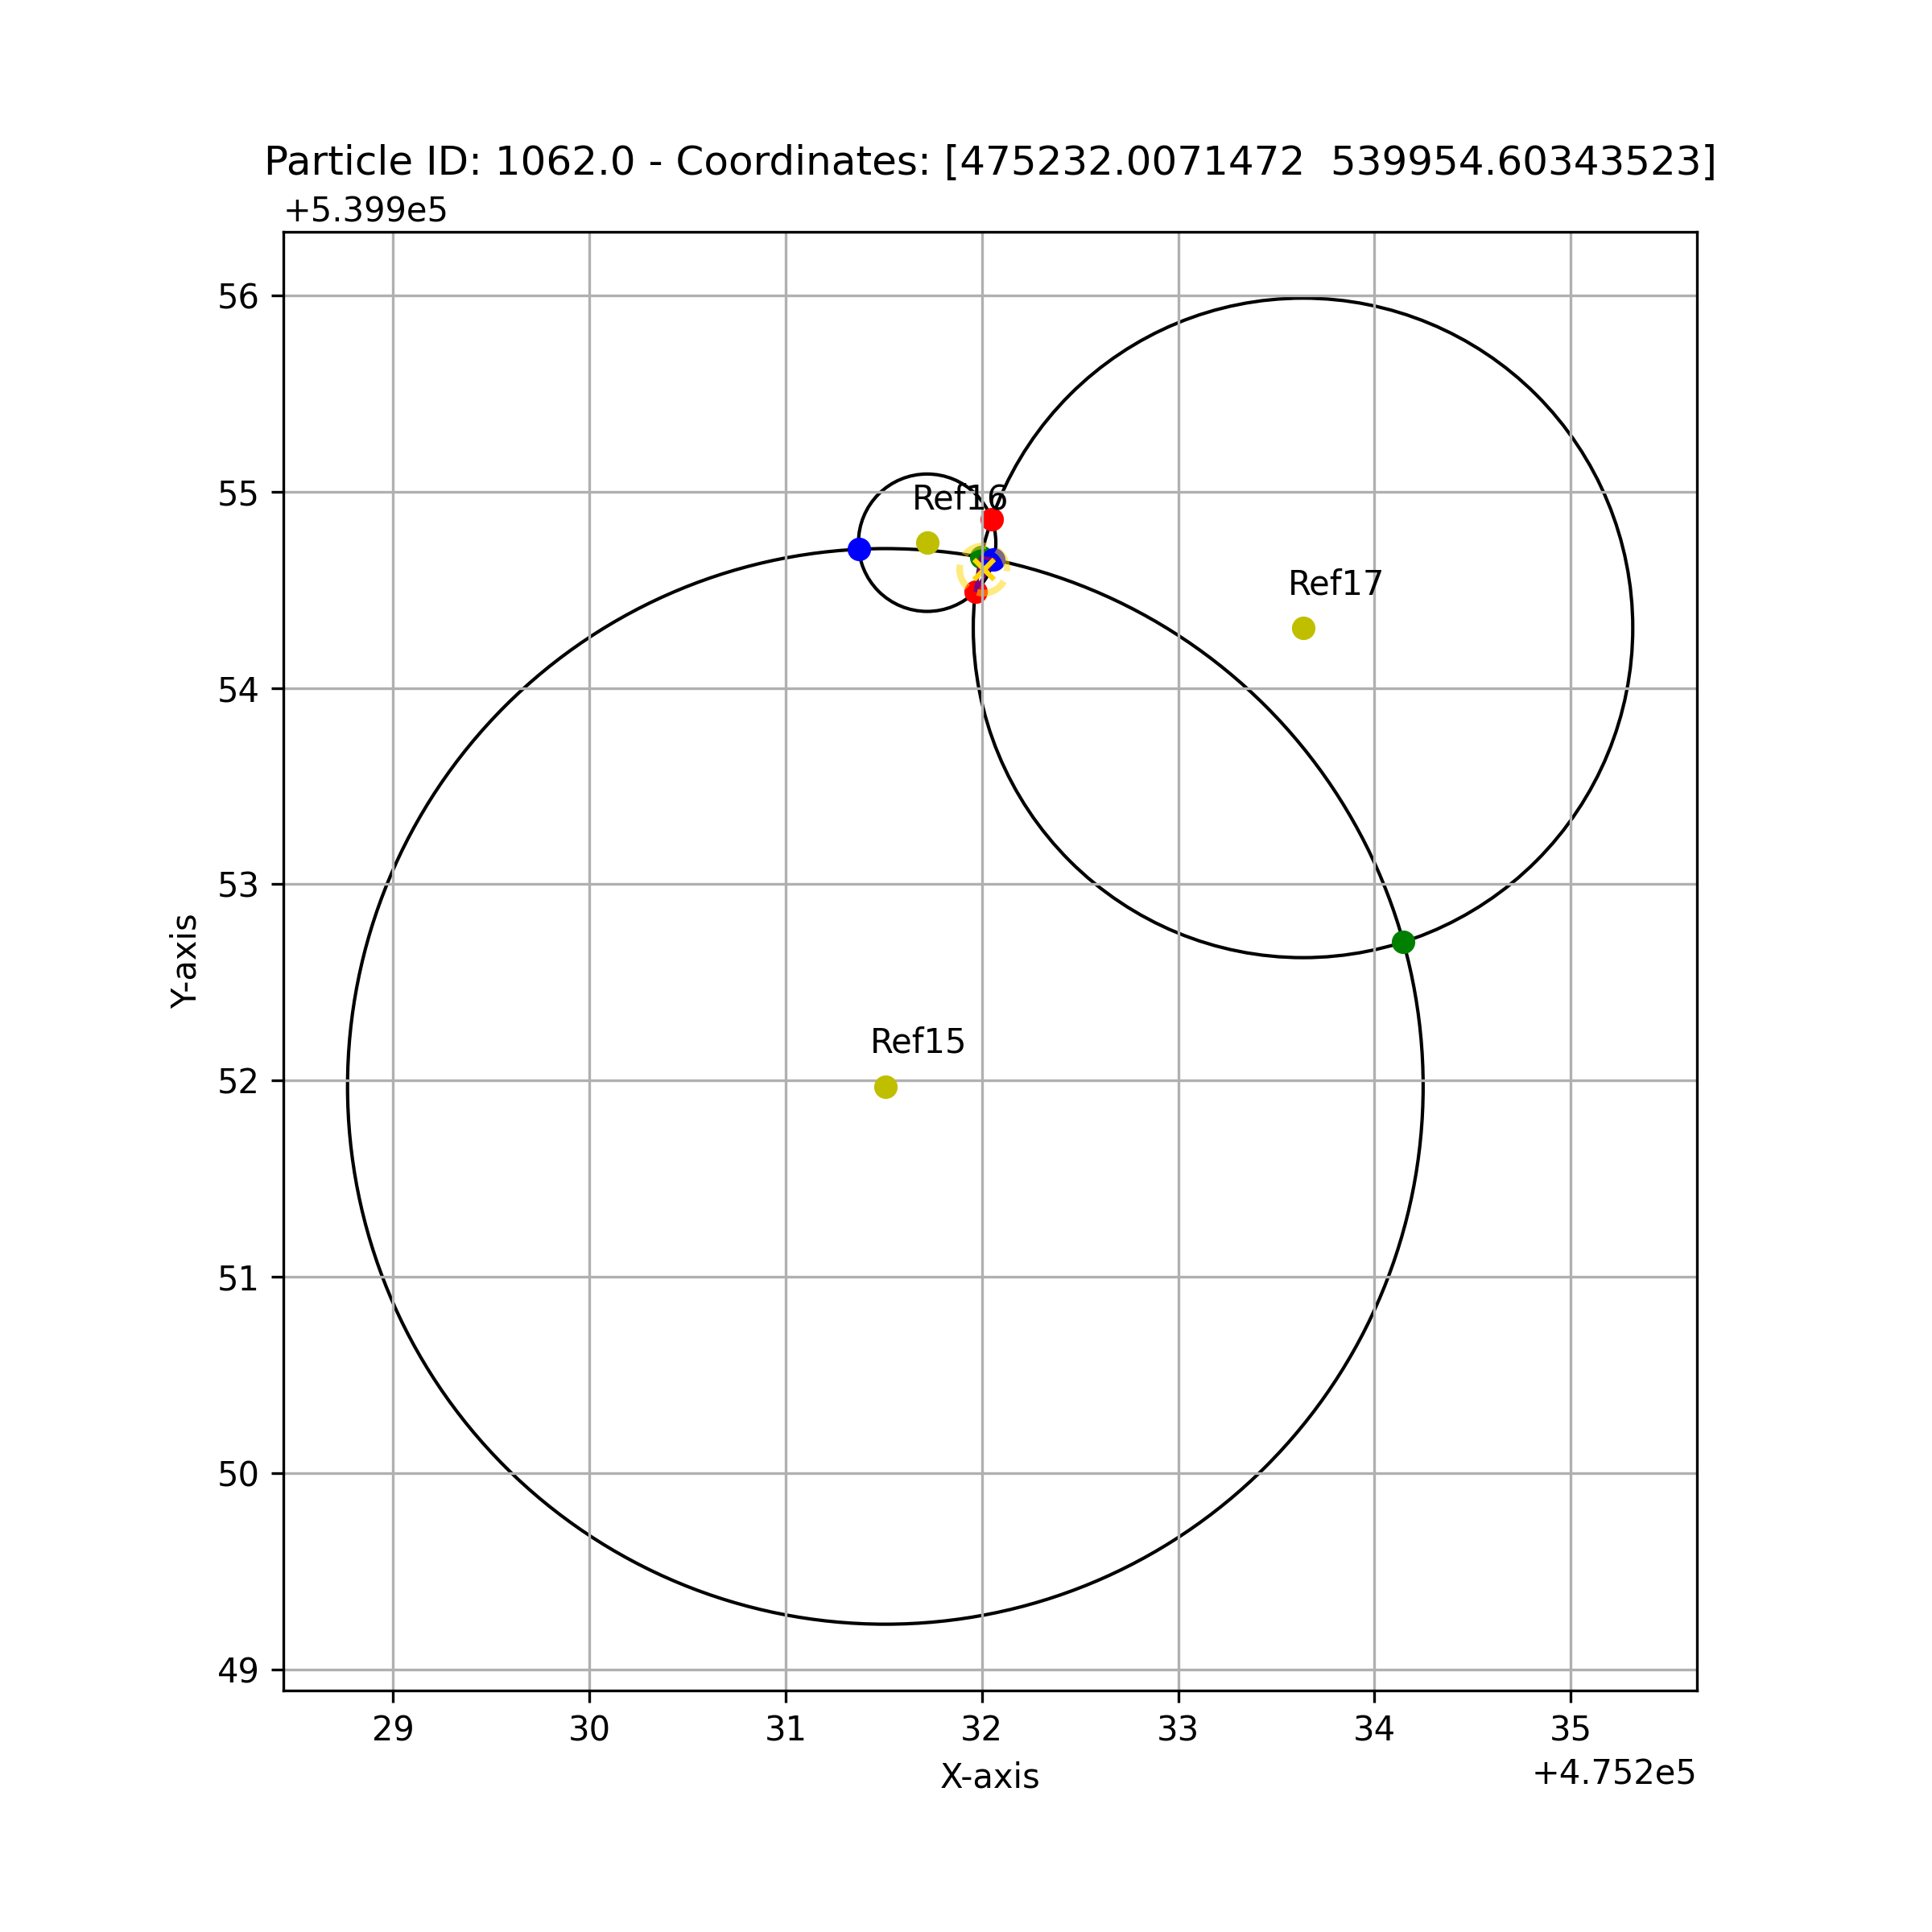 Particle ID: 1062.0 - Coordinates: [475232.0071472  539954.60343523]
+5.399e5
56
55
54
53
52
51
50
49
Y-axis
Ref16
Ref17
Ref15
29 30 31 32 33 34 35
X-axis
+4.752e5